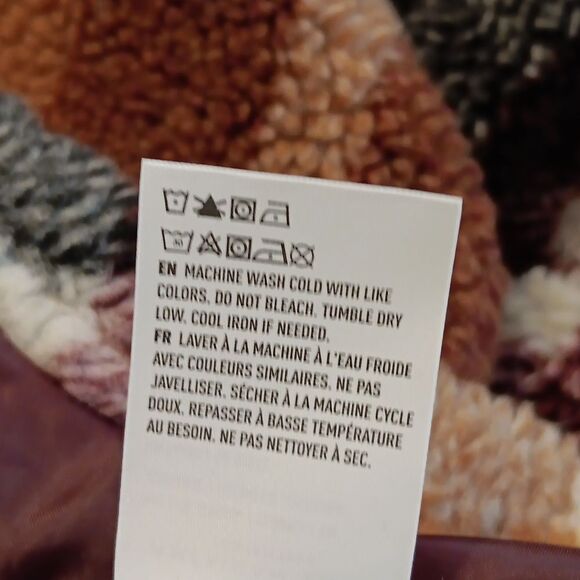 EN MACHINE WASH COLD WITH LIKE
COLORS. DO NOT BLEACH. TUMBLE DRY
LOW. COOL IRON IF NEEDED.
FR LAVER À LA MACHINE À L'EAU FROIDE
AVEC COULEURS SIMILAIRES. NE PAS
JAVELLISER. SÉCHER À LA MACHINE CYCLE
DOUX. REPASSER À BASSE TEMPÉRATURE
AU BESOIN. NE PAS NETTOYER À SEC.